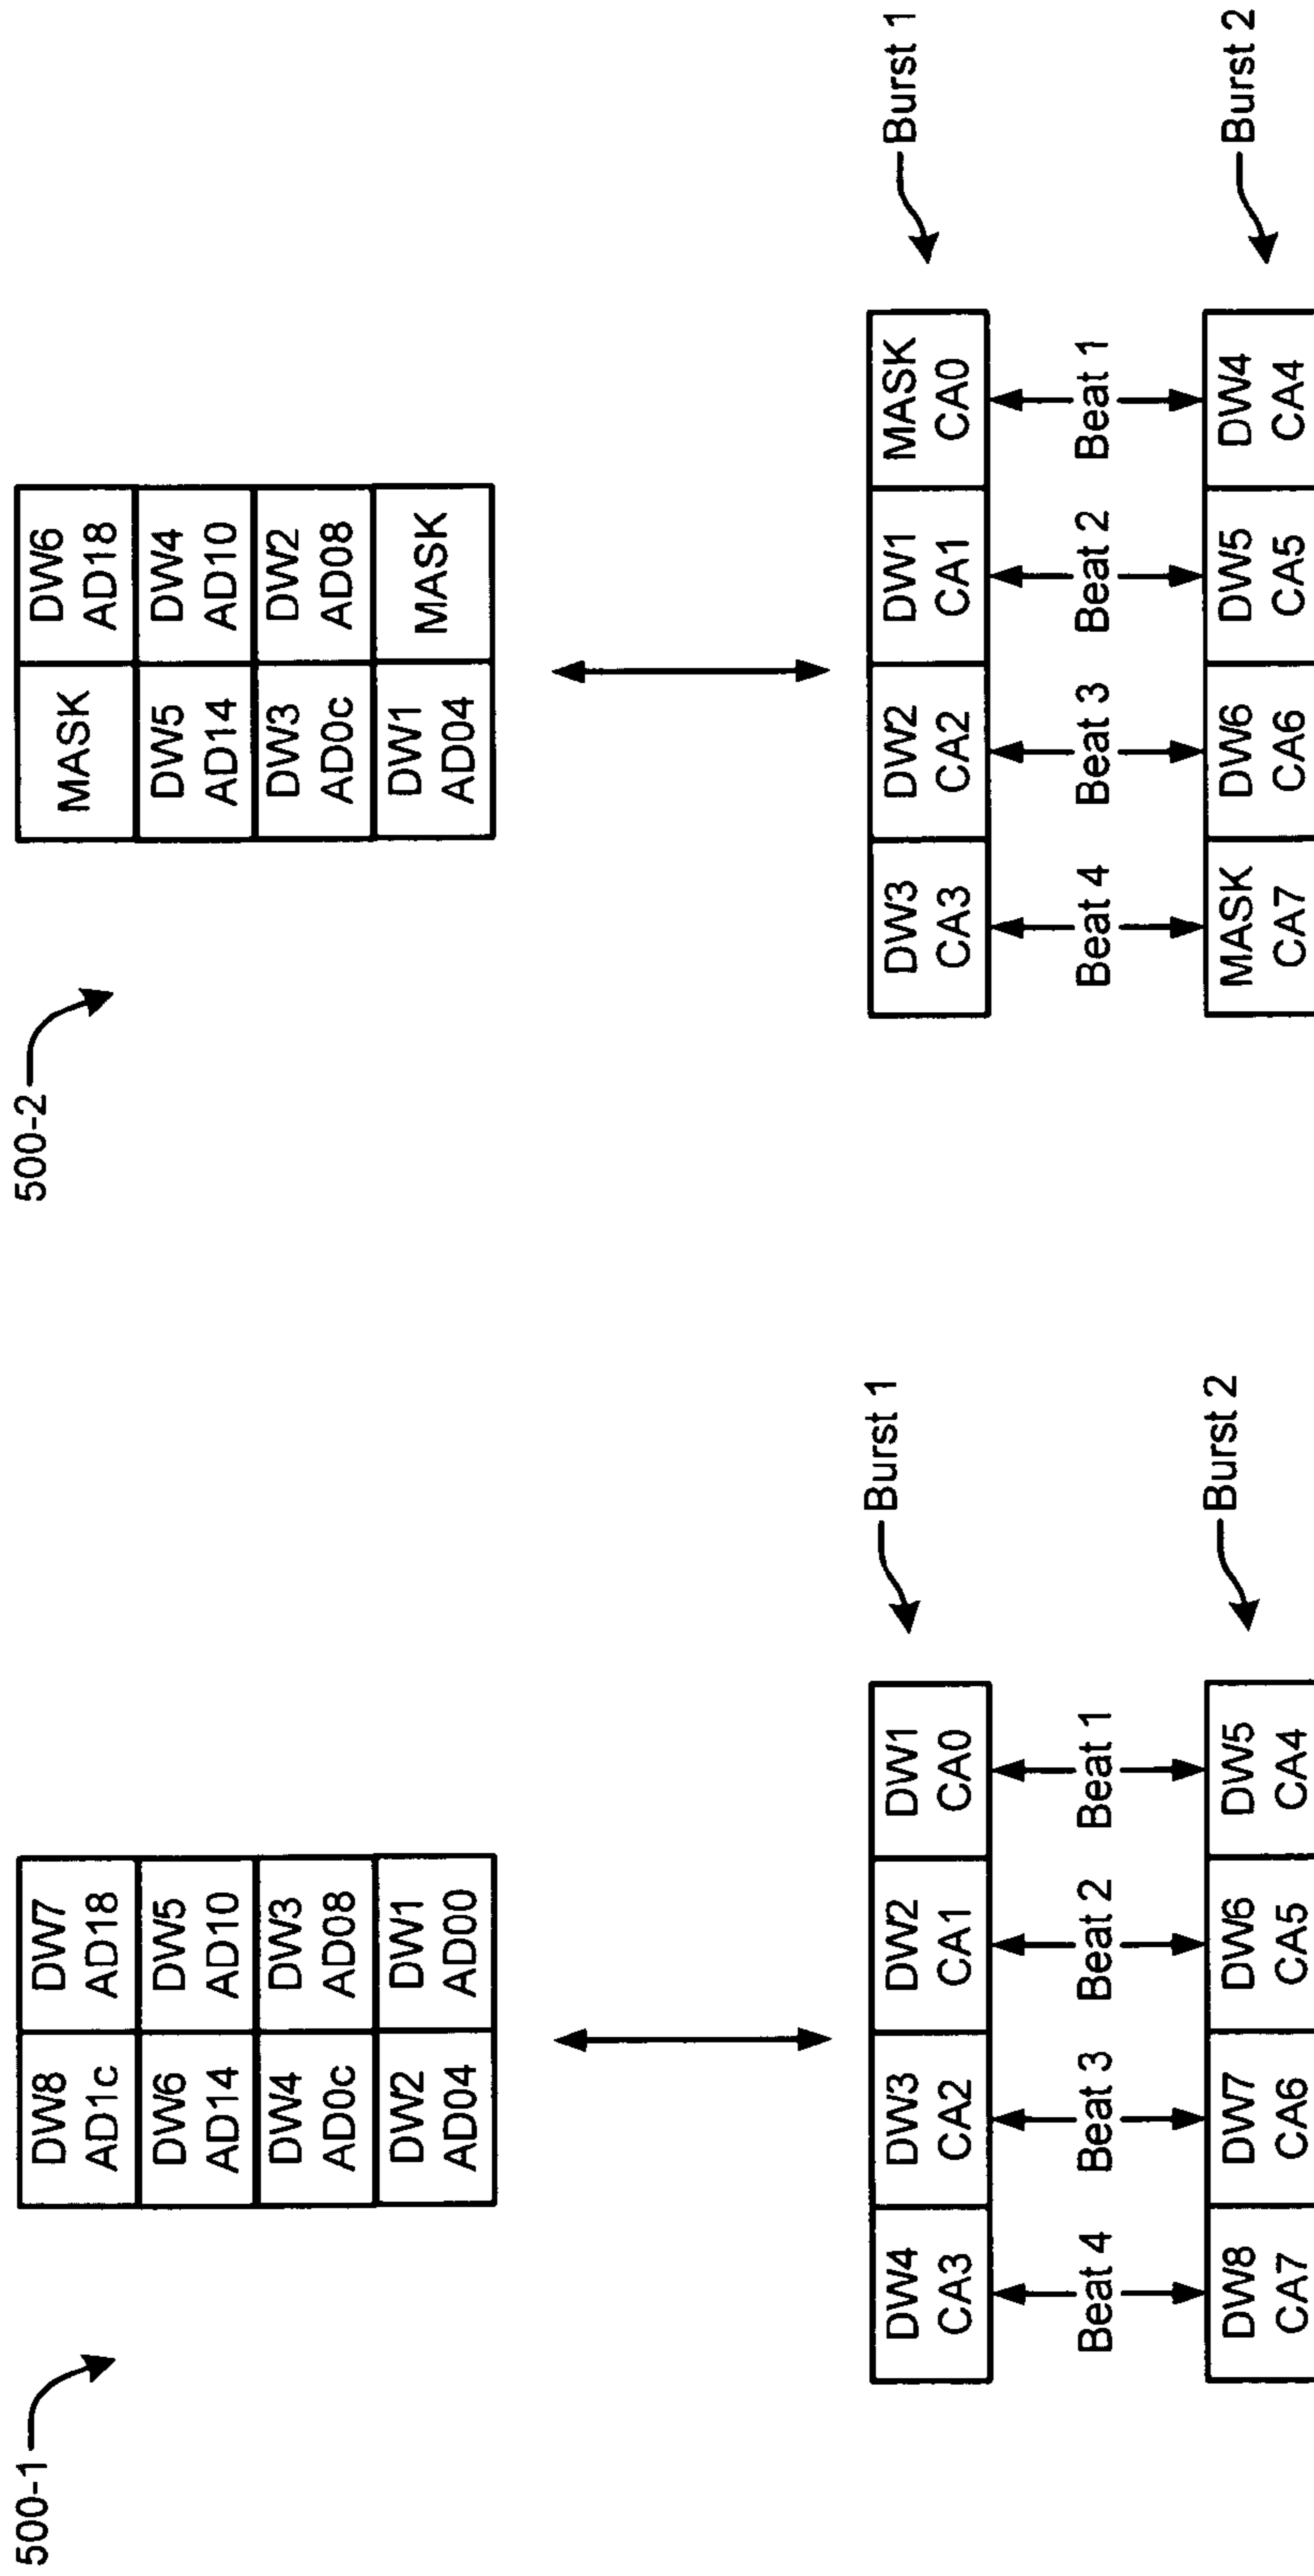 500-1
DW8 DW7
AD1c AD18
DW6 DW5
AD14 AD10
DW4 DW3
AD0c AD08
DW2 DW1
AD04 AD00
DW4 DW3 DW2 DW1
CA3 CA2 CA1 CA0
Burst 1
Beat 4 Beat 3 Beat 2 Beat 1
DW8 DW7 DW6 DW5
CA7 CA6 CA5 CA4
Burst 2
500-2
MASK DW6
AD18
DW5 DW4
AD14 AD10
DW3 DW2
AD0c AD08
DW1 MASK
AD04
DW3 DW2 DW1 MASK
CA3 CA2 CA1 CA0
Burst 1
Beat 4 Beat 3 Beat 2 Beat 1
MASK DW6 DW5 DW4
CA7 CA6 CA5 CA4
Burst 2